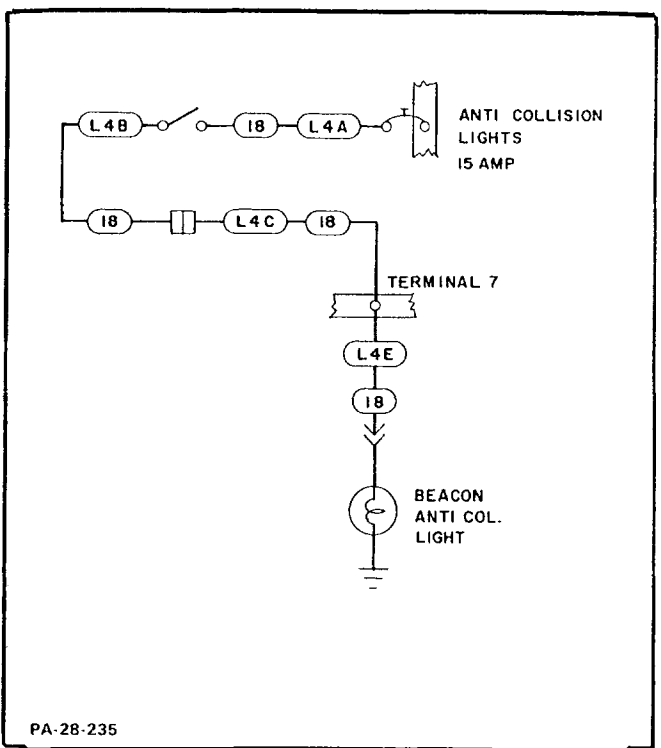 L4B 18 L4A
ANTI COLLISION
LIGHTS
15 AMP
18 L4C 18
TERMINAL 7
L4E
18
BEACON
ANTI COL.
LIGHT
PA-28-235